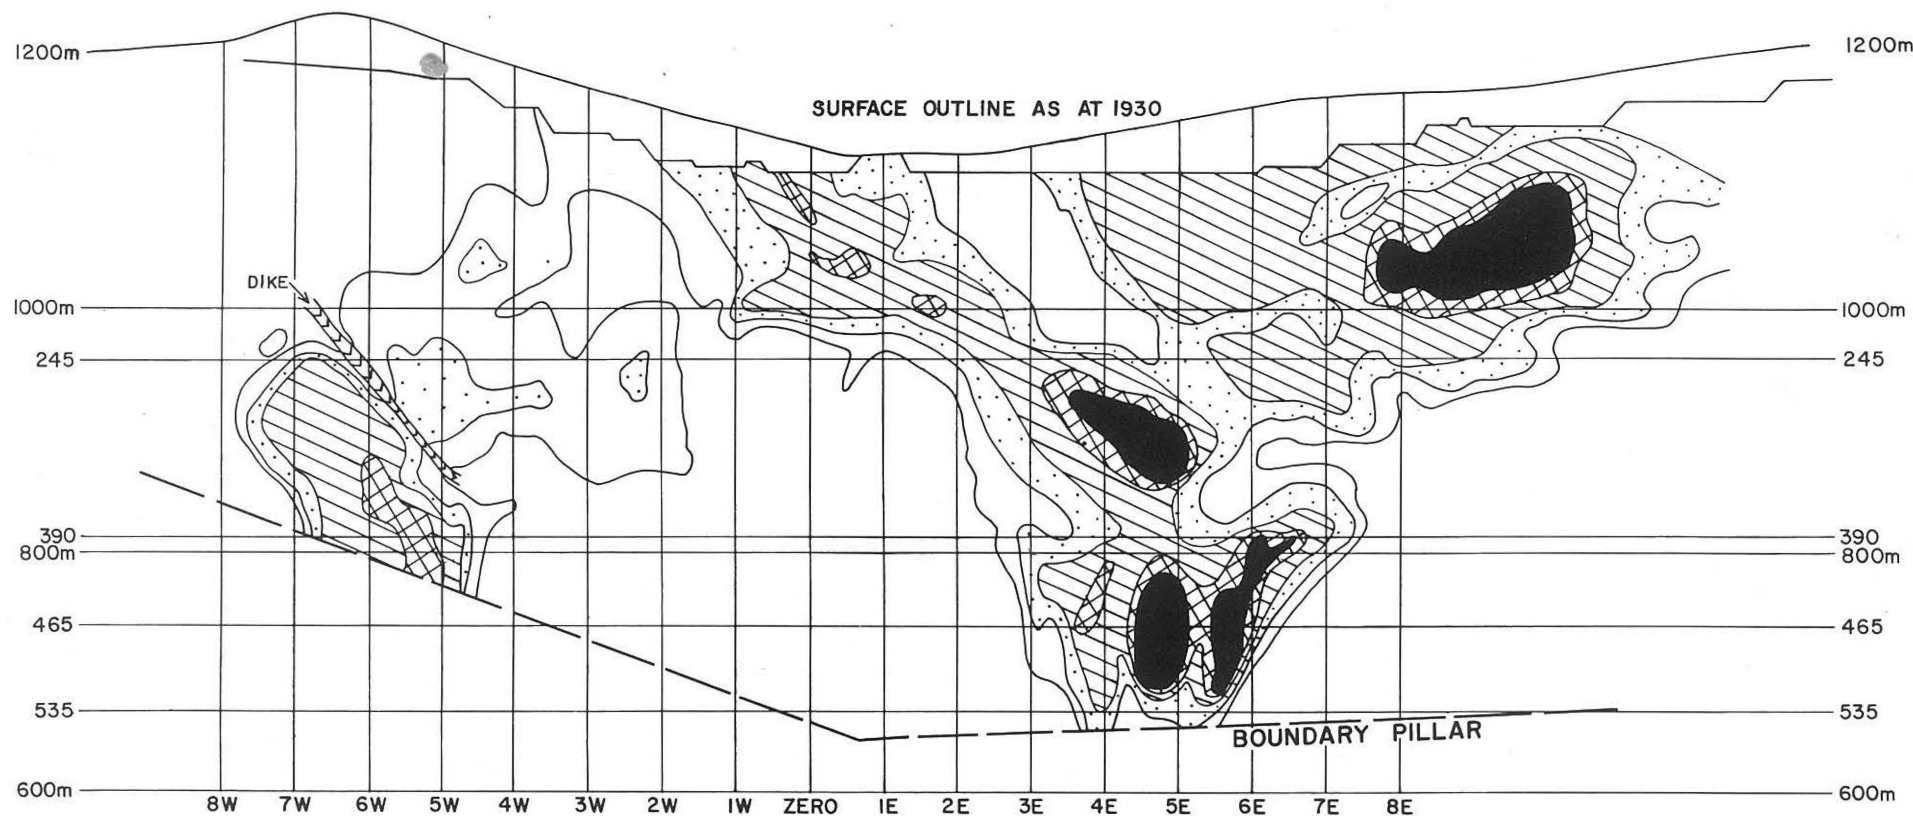 1200m 1200m
SURFACE OUTLINE AS AT 1930
DIKE
1000m 1000m
245 245
390 390
800m 800m
465 465
535 535
BOUNDARY PILLAR
600m 600m
8W 7W 6W 5W 4W 3W 2W 1W ZERO 1E 2E 3E 4E 5E 6E 7E 8E